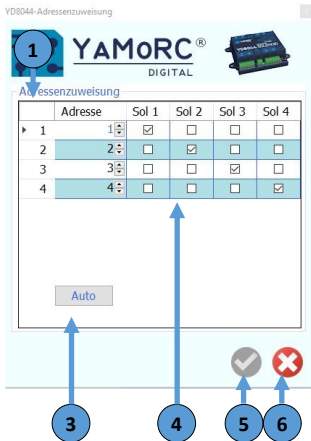 YD8044-Adressenzuweisung
1
YAMORC®
DIGITAL
Adressenzuweisung
Adresse Sol 1 Sol 2 Sol 3 Sol 4
1 1
2 2
3 3
4 4
Auto
3 4 5 6